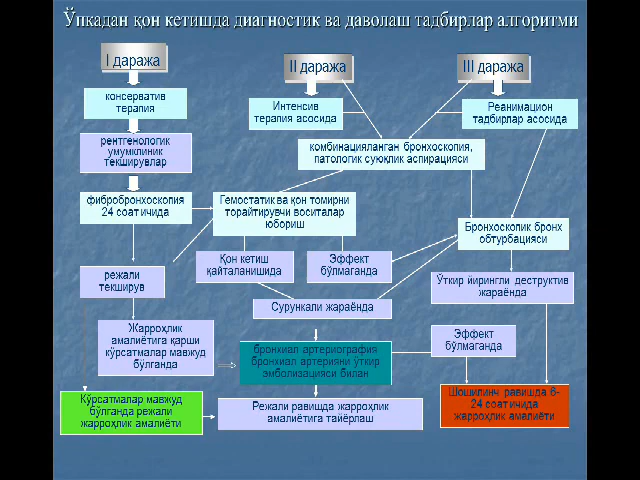 Ўпкадан қон кетишда диагностик ва даволаш тадбирлар алгоритми
I даража
II даража
III даража
консерватив
терапия
Интенсив
терапия асосида
Реанимацион
тадбирлар асосида
рентгенологик
умумклиник
текширувлар
комбинацияланган бронхоскопия,
патологик суюқлик аспирацияси
фибробронхоскопия
24 соат ичида
Гемостатик ва қон томирни
торайтирувчи воситалар
юбориш
Бронхоскопик бронх
обтурбацияси
Қон кетиш
қайталанишида
Эффект
бўлмаганда
режали
текширув
Ўткир йирингли деструктив
жараёнда
Сурункали жараёнда
Жарроҳлик
амалиётига қарши
кўрсатмалар мавжуд
бўлганда
Эффект
бўлмаганда
бронхиал артериография
бронхиал артерияни ўткир
эмболизацияси билан
Кўрсатмалар мавжуд
бўлганда режали
жарроҳлик амалиёти
Режали равишда жарроҳлик
амалиётига тайёрлаш
Шошилинч равишда 6-
24 соат ичида
жарроҳлик амалиёти